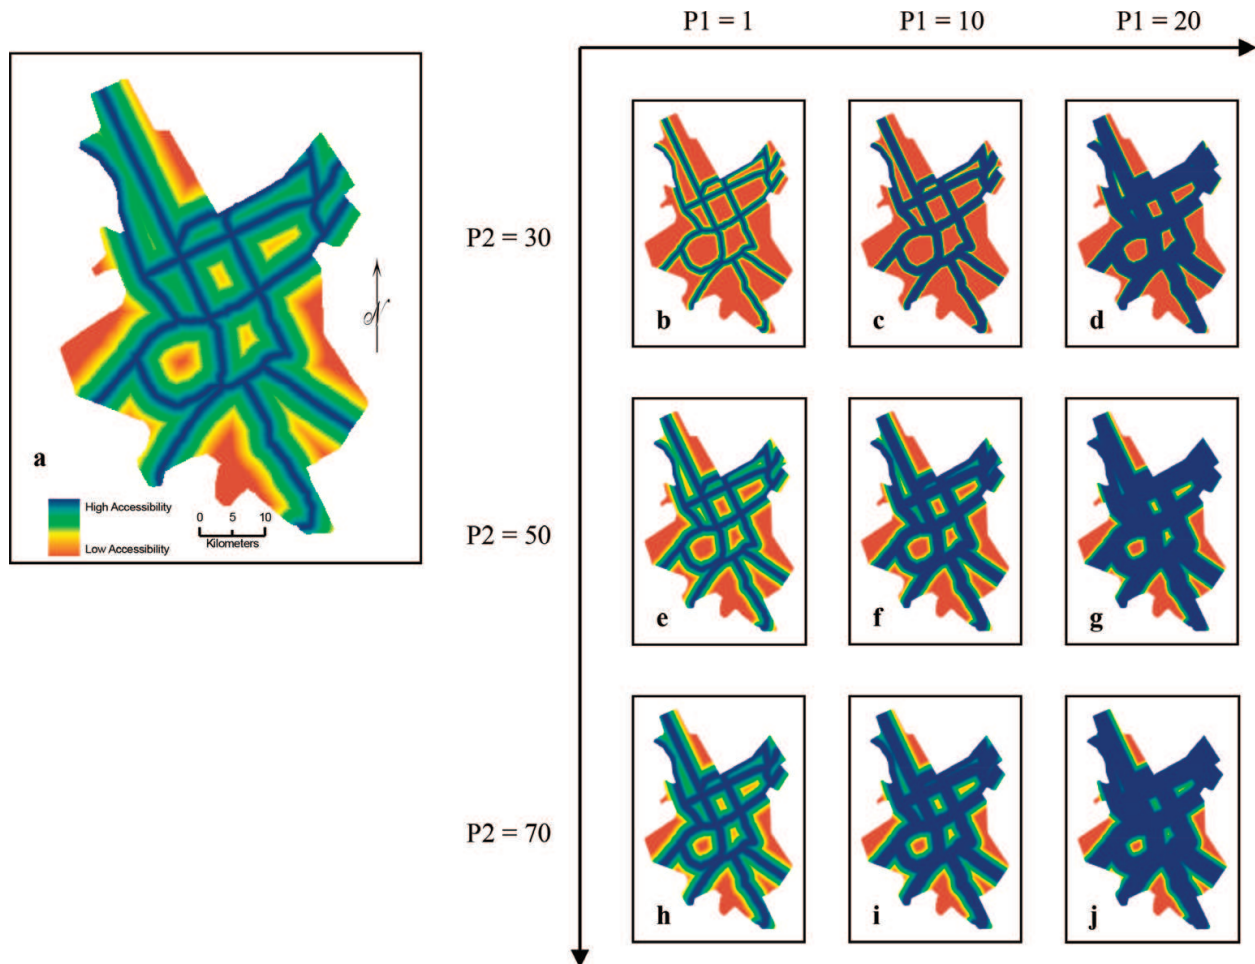 P1 = 1
P1 = 10
P1 = 20
P2 = 30
P2 = 50
P2 = 70
a
N
High Accessibility
Low Accessibility
0 5 10
Kilometers
b
c
d
e
f
g
h
i
j